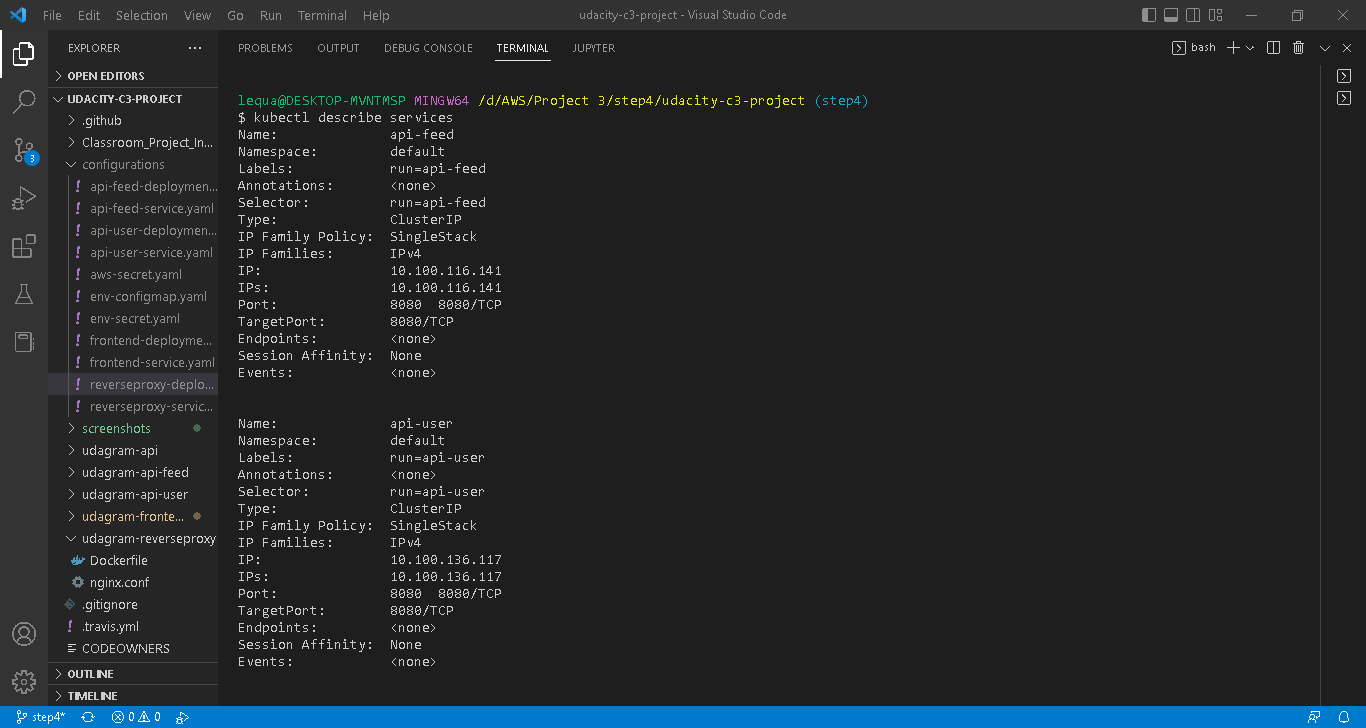 File Edit Selection View Go Run Terminal Help
udacity-c3-project - Visual Studio Code
EXPLORER ...
PROBLEMS OUTPUT DEBUG CONSOLE TERMINAL JUPYTER
bash
OPEN EDITORS
UDACITY-C3-PROJECT
.github
Classroom_Project_In...
configurations
api-feed-deploymen...
api-feed-service.yaml
api-user-deploymen...
api-user-service.yaml
aws-secret.yaml
env-configmap.yaml
env-secret.yaml
frontend-deployme...
frontend-service.yaml
reverseproxy-deplo...
reverseproxy-servic...
screenshots
udagram-api
udagram-api-feed
udagram-api-user
udagram-fronte...
udagram-reverseproxy
Dockerfile
nginx.conf
.gitignore
.travis.yml
CODEOWNERS
OUTLINE
TIMELINE
3
lequa@DESKTOP-MVNTMSP MINGW64 /d/AWS/Project 3/step4/udacity-c3-project (step4)
$ kubectl describe services
Name: api-feed
Namespace: default
Labels: run=api-feed
Annotations: <none>
Selector: run=api-feed
Type: ClusterIP
IP Family Policy: SingleStack
IP Families: IPv4
IP: 10.100.116.141
IPs: 10.100.116.141
Port: 8080 8080/TCP
TargetPort: 8080/TCP
Endpoints: <none>
Session Affinity: None
Events: <none>
Name: api-user
Namespace: default
Labels: run=api-user
Annotations: <none>
Selector: run=api-user
Type: ClusterIP
IP Family Policy: SingleStack
IP Families: IPv4
IP: 10.100.136.117
IPs: 10.100.136.117
Port: 8080 8080/TCP
TargetPort: 8080/TCP
Endpoints: <none>
Session Affinity: None
Events: <none>
step4* 0 0